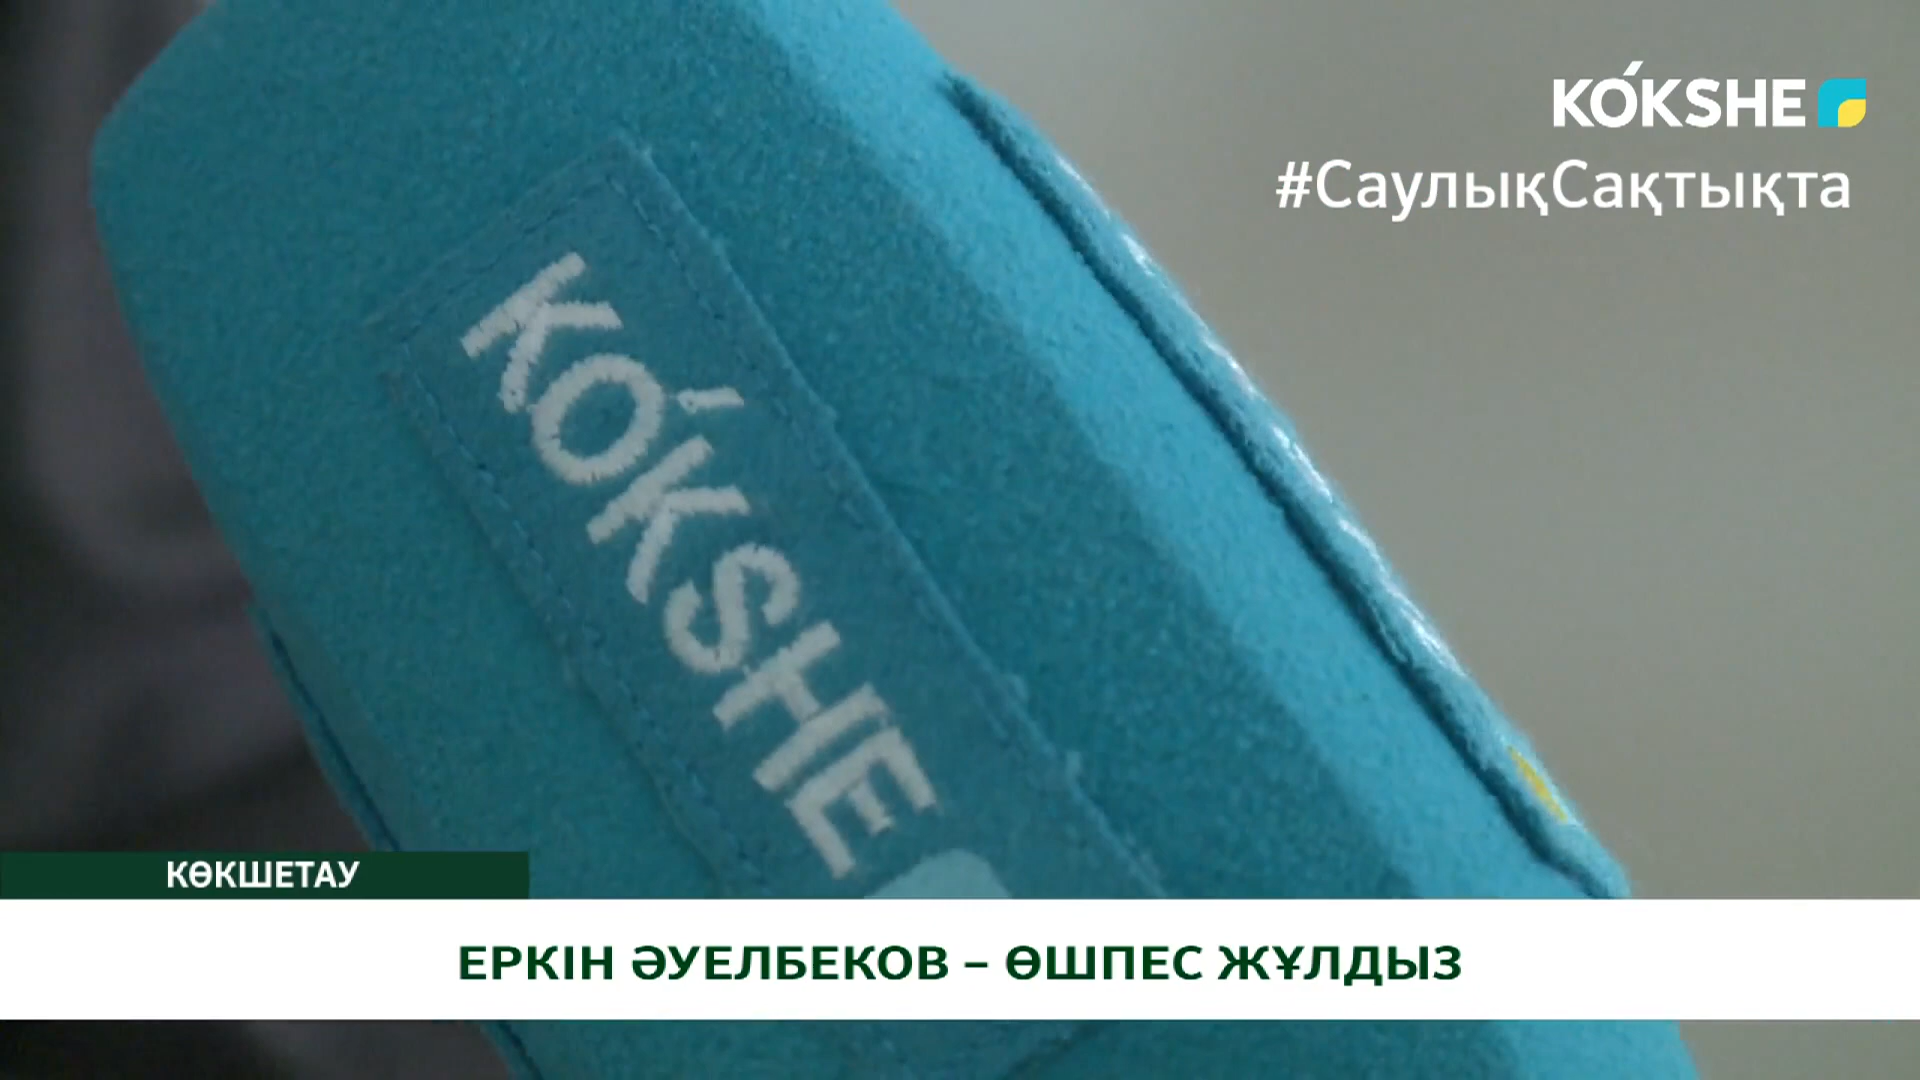 KÓKSHE
#СаулықСақтықта
KÓKSHE
КӨКШЕТАУ
ЕРКІН ӘУЕЛБЕКОВ – ӨШПЕС ЖҰЛДЫЗ